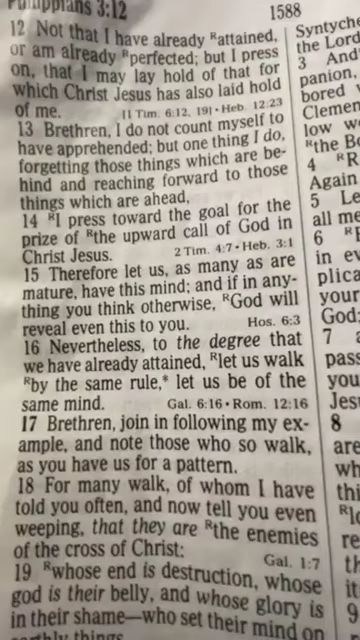 Philippians 3:12
1588
12 Not that I have already ᴿattained,
or am already ᴿperfected; but I press
on, that I may lay hold of that for
which Christ Jesus has also laid hold
of me. [1 Tim. 6:12, 19] • Heb. 12:23
13 Brethren, I do not count myself to
have apprehended; but one thing I do,
forgetting those things which are be-
hind and reaching forward to those
things which are ahead,
14 ᴿI press toward the goal for the
prize of ᴿthe upward call of God in
Christ Jesus. 2 Tim. 4:7 • Heb. 3:1
15 Therefore let us, as many as are
mature, have this mind; and if in any-
thing you think otherwise, ᴿGod will
reveal even this to you. Hos. 6:3
16 Nevertheless, to the degree that
we have already attained, ᴿlet us walk
ᴿby the same rule,* let us be of the
same mind. Gal. 6:16 • Rom. 12:16
17 Brethren, join in following my ex-
ample, and note those who so walk,
as you have us for a pattern.
18 For many walk, of whom I have
told you often, and now tell you even
weeping, that they are ᴿthe enemies
of the cross of Christ:
Gal. 1:7
19 ᴿwhose end is destruction, whose
god is their belly, and whose glory is
in their shame—who set their mind on
things
Syntych
the Lord
3 And
panion,
bored
Clemen
low
ᴿthe B
4 ᴿR
Again
5 Le
all me
6 ᴿ
in ev
plica
your
God:
7
pass
you
Jes
8
are
wh
thi
ᴿlo
re
th
it
9